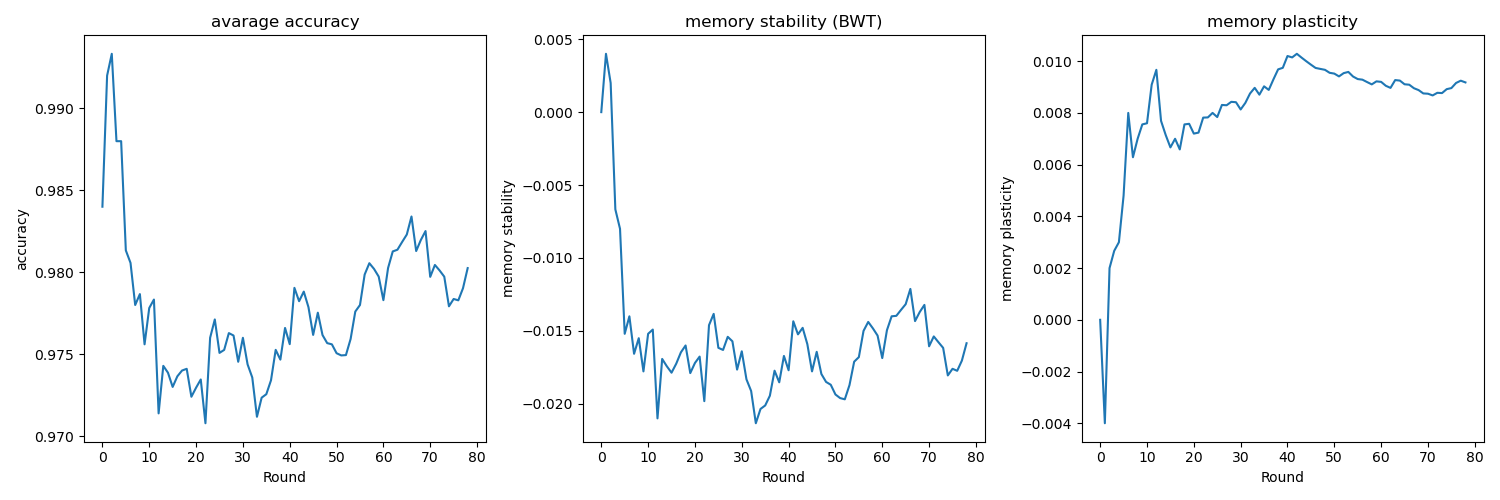 avarage accuracy
accuracy
0.990
0.985
0.980
0.975
0.970
0 10 20 30 40 50 60 70 80
Round
memory stability (BWT)
memory stability
0.005
0.000
−0.005
−0.010
−0.015
−0.020
0 10 20 30 40 50 60 70 80
Round
memory plasticity
memory plasticity
0.010
0.008
0.006
0.004
0.002
0.000
−0.002
−0.004
0 10 20 30 40 50 60 70 80
Round